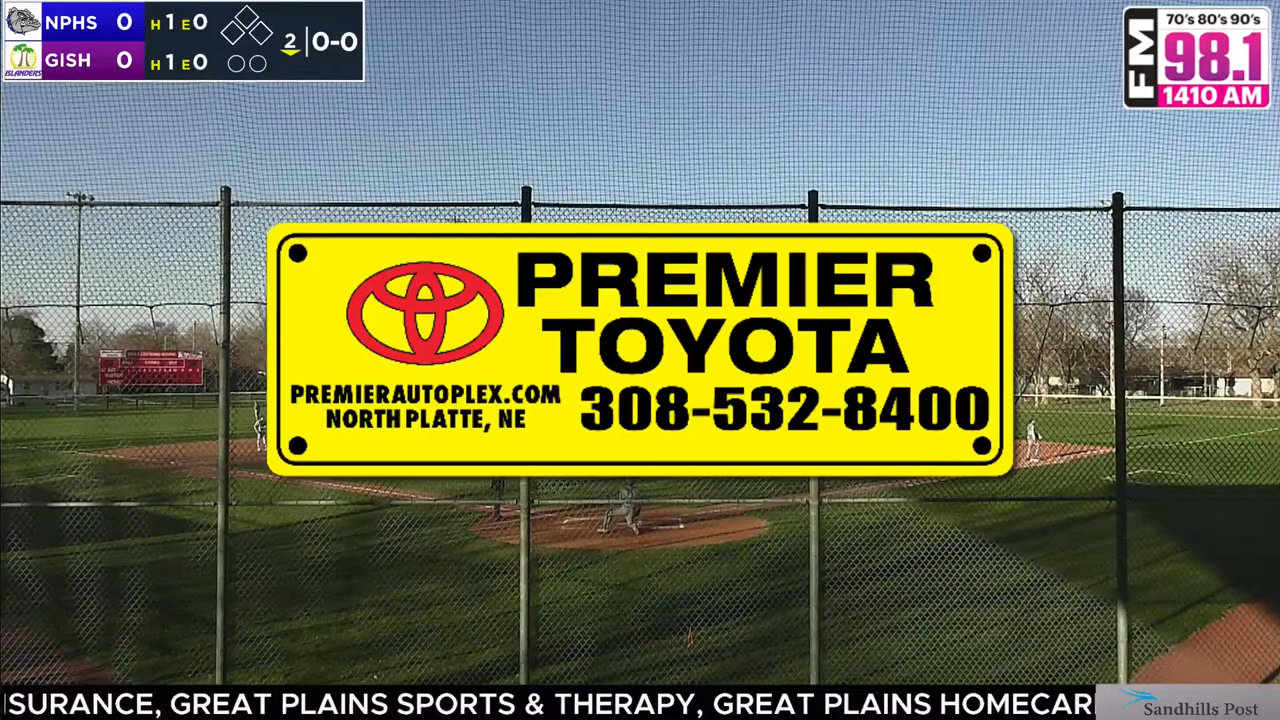 NPHS 0 H 1 E 0
ISLANDERS GISH 0 H 1 E 0
2 0-0
70's 80's 90's
FM 98.1
1410 AM
PREMIER
TOYOTA
PREMIERAUTOPLEX.COM
NORTH PLATTE, NE
308-532-8400
SURANCE, GREAT PLAINS SPORTS & THERAPY, GREAT PLAINS HOMECAR
Sandhills Post